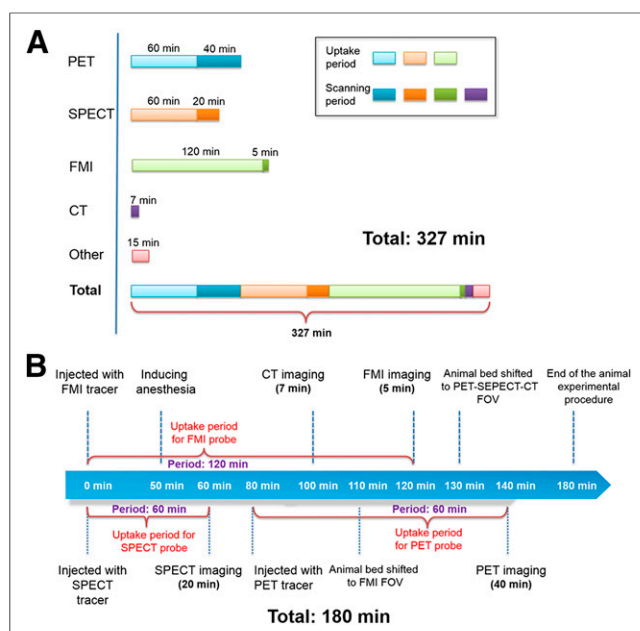 A
60 min 40 min
PET
Uptake
period
Scanning
period
60 min 20 min
SPECT
120 min 5 min
FMI
7 min
CT
15 min
Other
Total: 327 min
Total
327 min
B
Injected with
FMI tracer
Inducing
anesthesia
CT imaging
(7 min)
FMI imaging
(5 min)
Animal bed shifted
to PET-SEPECT-CT
FOV
End of the animal
experimental
procedure
Uptake period
for FMI probe
Period: 120 min
0 min 50 min 60 min 80 min 100 min 110 min 120 min 130 min 140 min 180 min
Period: 60 min Period: 60 min
Uptake period for
SPECT probe
Uptake period
for PET probe
Injected with
SPECT
tracer
SPECT imaging
(20 min)
Injected with
PET tracer
Animal bed
shifted to FMI FOV
PET imaging
(40 min)
Total: 180 min